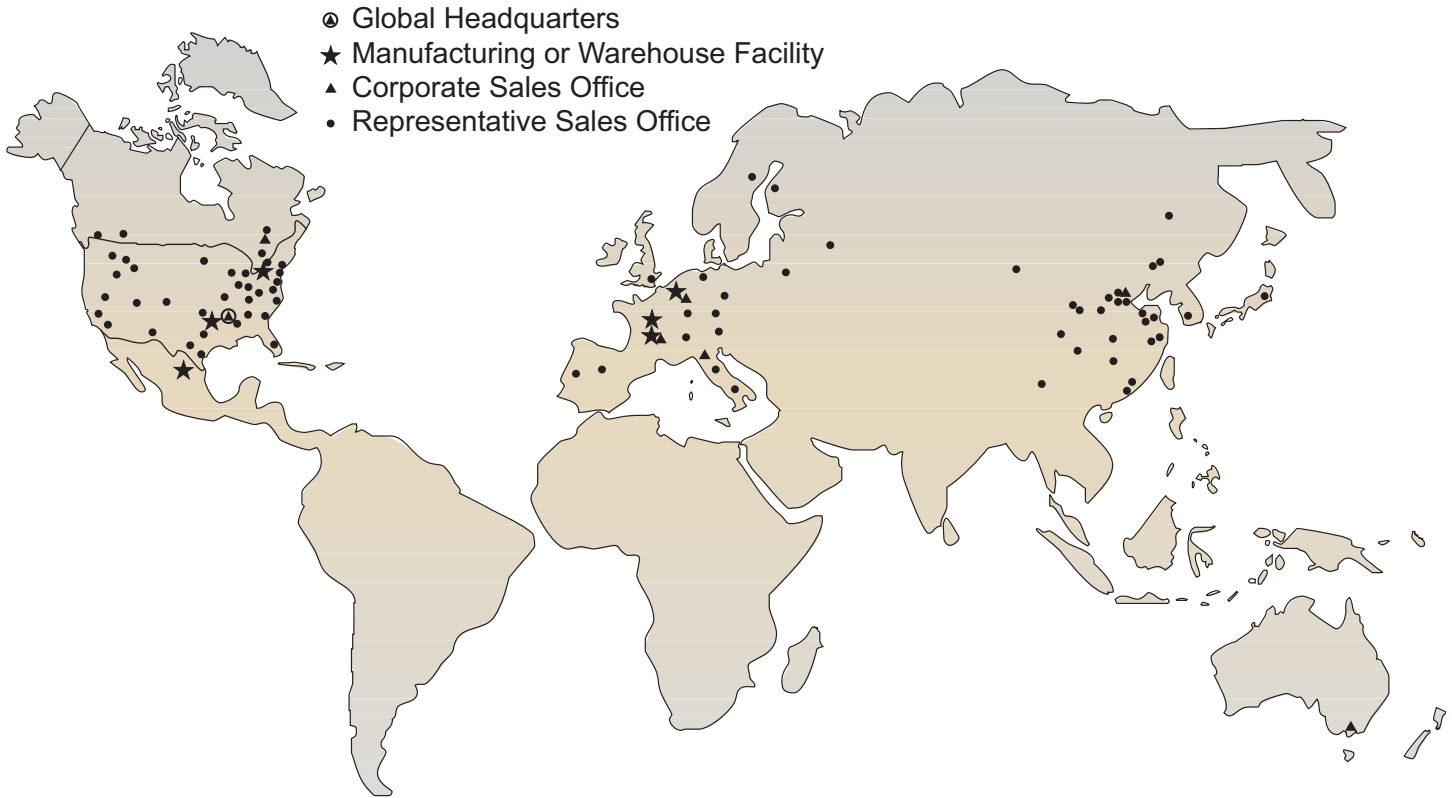 Global Headquarters
Manufacturing or Warehouse Facility
Corporate Sales Office
Representative Sales Office